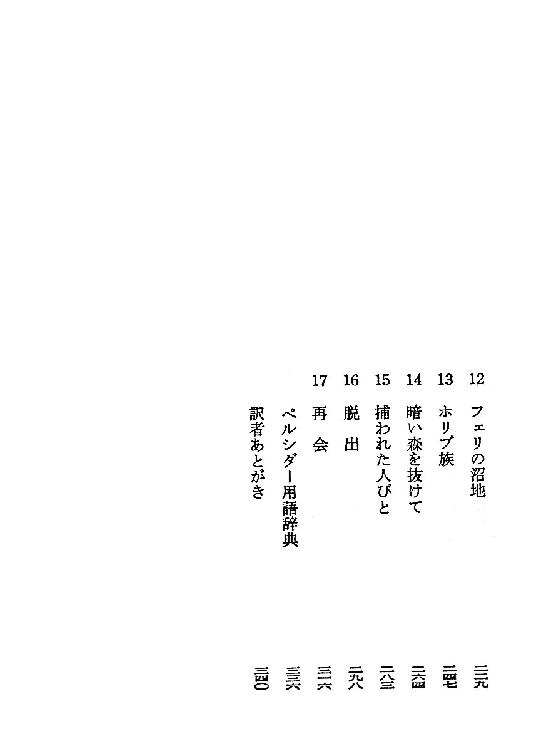 12 フェリの沼地 二二九
13 ホリブ族 二四七
14 暗い森を抜けて 二六四
15 捕われた人びと 二八三
16 脱出 二九八
17 再会 三一六
ペルシダー用語辞典 三三六
訳者あとがき 三四〇